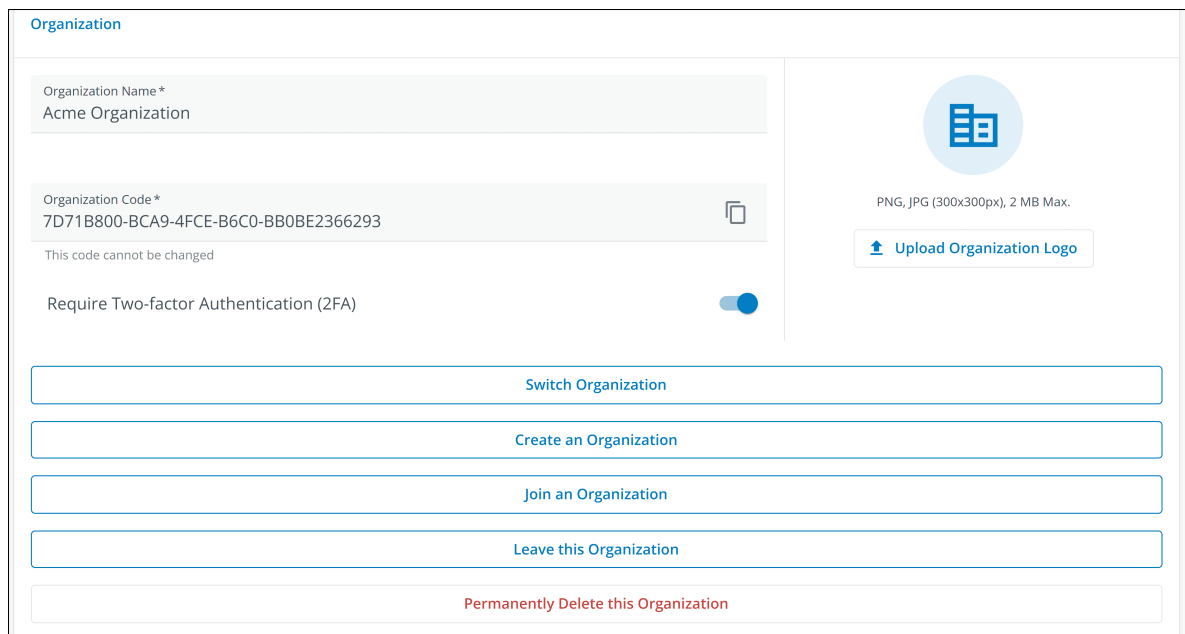 Organization
Organization Name *
Acme Organization
Organization Code *
7D71B800-BCA9-4FCE-B6C0-BB0BE2366293
This code cannot be changed
Require Two-factor Authentication (2FA)
PNG, JPG (300x300px), 2 MB Max.
Upload Organization Logo
Switch Organization
Create an Organization
Join an Organization
Leave this Organization
Permanently Delete this Organization